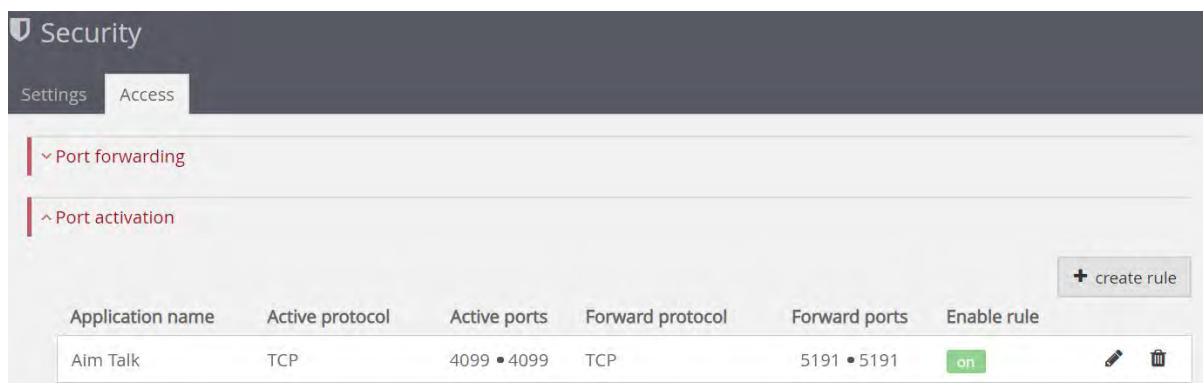 Security
Settings Access
Port forwarding
Port activation
+ create rule
Application name Active protocol Active ports Forward protocol Forward ports Enable rule
Aim Talk TCP 4099 • 4099 TCP 5191 • 5191 on